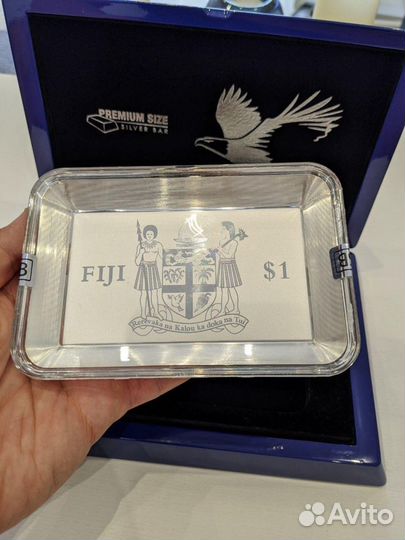 PREMIUM SIZE
SILVER BAR
FIJI
$1
Rerevaka na Kalou ka doka na Tui
B
Avito